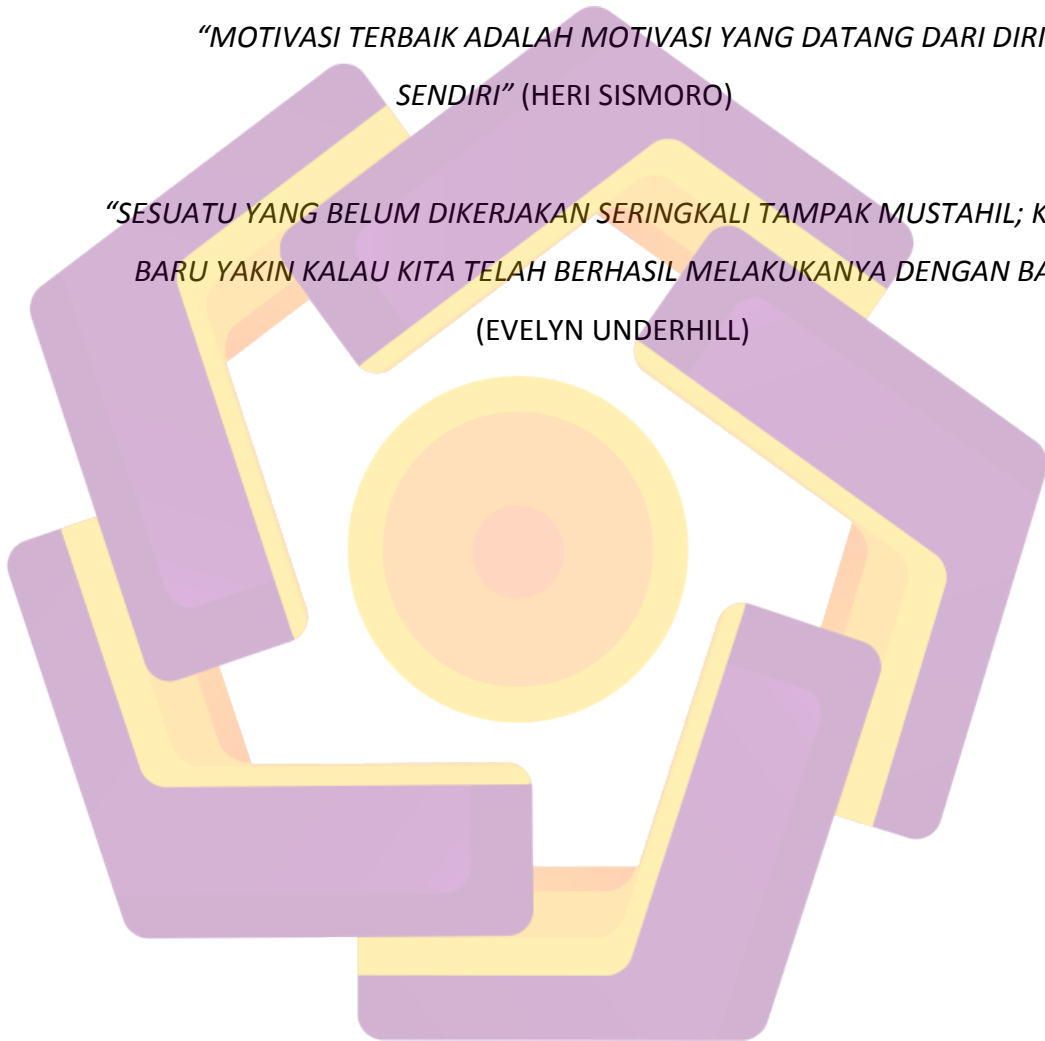 “MOTIVASI TERBAIK ADALAH MOTIVASI YANG DATANG DARI DIRI
SENDIRI” (HERI SISMORO)
“SESUATU YANG BELUM DIKERJAKAN SERINGKALI TAMPAK MUSTAHIL;
BARU YAKIN KALAU KITA TELAH BERHASIL MELAKUKANYA DENGAN
(EVELYN UNDERHILL)